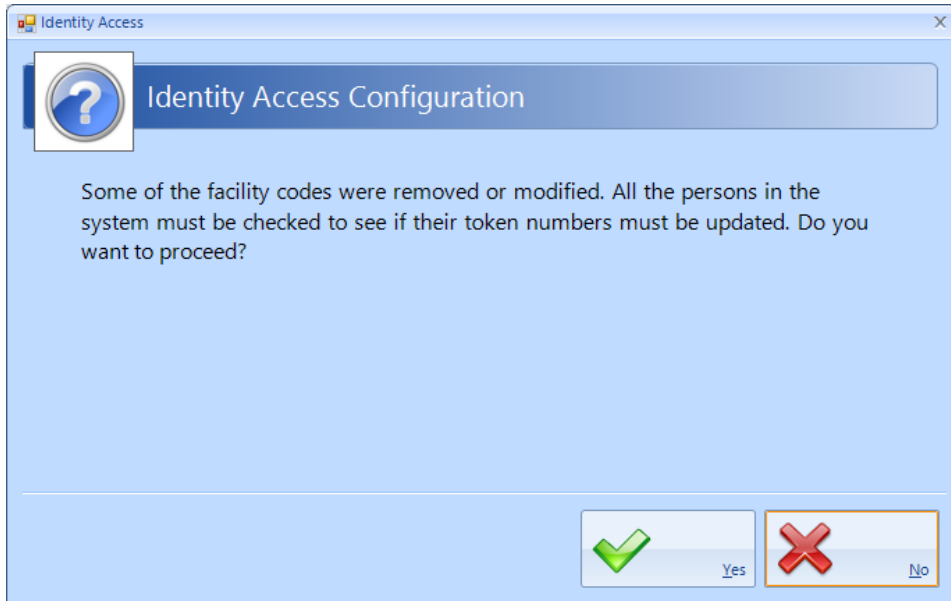 Identity Access
Identity Access Configuration
Some of the facility codes were removed or modified. All the persons in the
system must be checked to see if their token numbers must be updated. Do you
want to proceed?
Yes
No